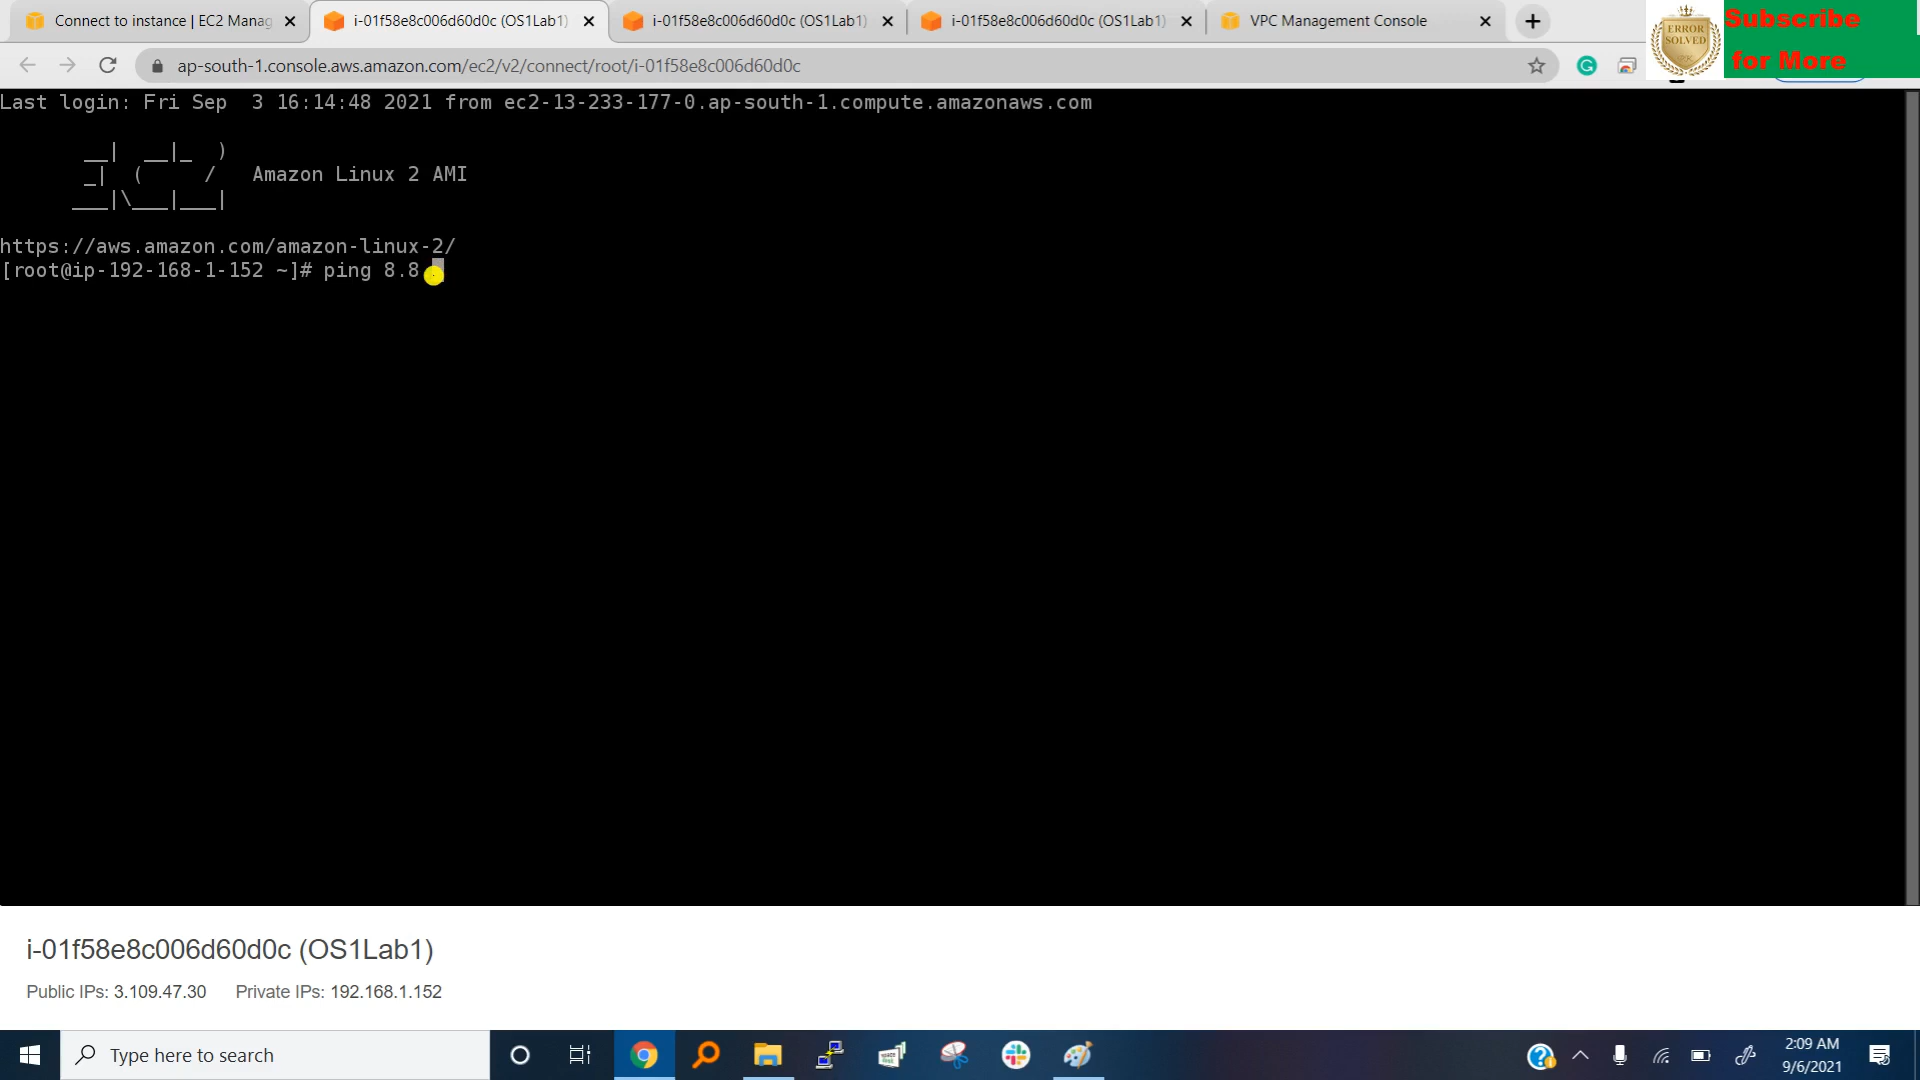 Connect to instance | EC2 Manag
i-01f58e8c006d60d0c (OS1Lab1)
i-01f58e8c006d60d0c (OS1Lab1)
i-01f58e8c006d60d0c (OS1Lab1)
VPC Management Console
ERROR
SOLVED
Subscribe
for More
ap-south-1.console.aws.amazon.com/ec2/v2/connect/root/i-01f58e8c006d60d0c
Last login: Fri Sep  3 16:14:48 2021 from ec2-13-233-177-0.ap-south-1.compute.amazonaws.com
       __|  __|_  )
       _|  (     /   Amazon Linux 2 AMI
      ___|\___|___|
https://aws.amazon.com/amazon-linux-2/
[root@ip-192-168-1-152 ~]# ping 8.8
i-01f58e8c006d60d0c (OS1Lab1)
Public IPs: 3.109.47.30 Private IPs: 192.168.1.152
Type here to search
2:09 AM
9/6/2021